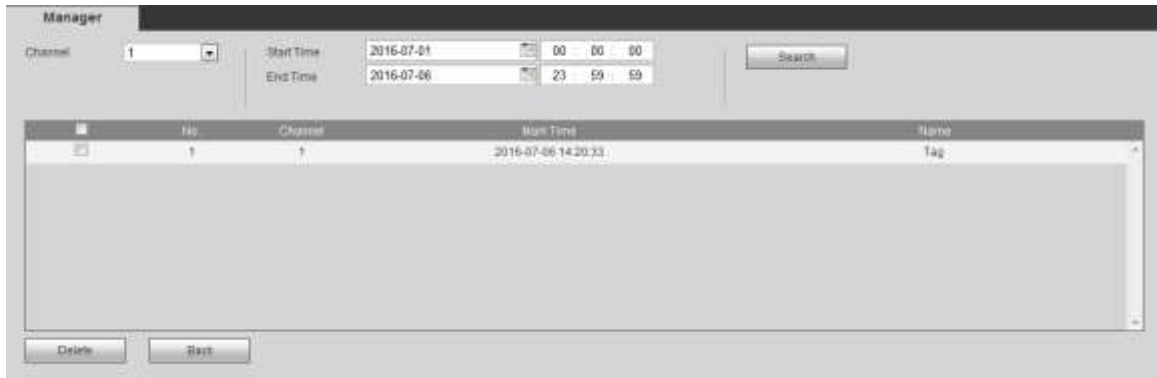 Manager
Channel 1 Start Time 2016-07-01 00 : 00 : 00 Search
End Time 2016-07-06 23 : 59 : 59
No. Channel Start Time Name
1 1 2016-07-06 14:20:33 Tag
Delete Back